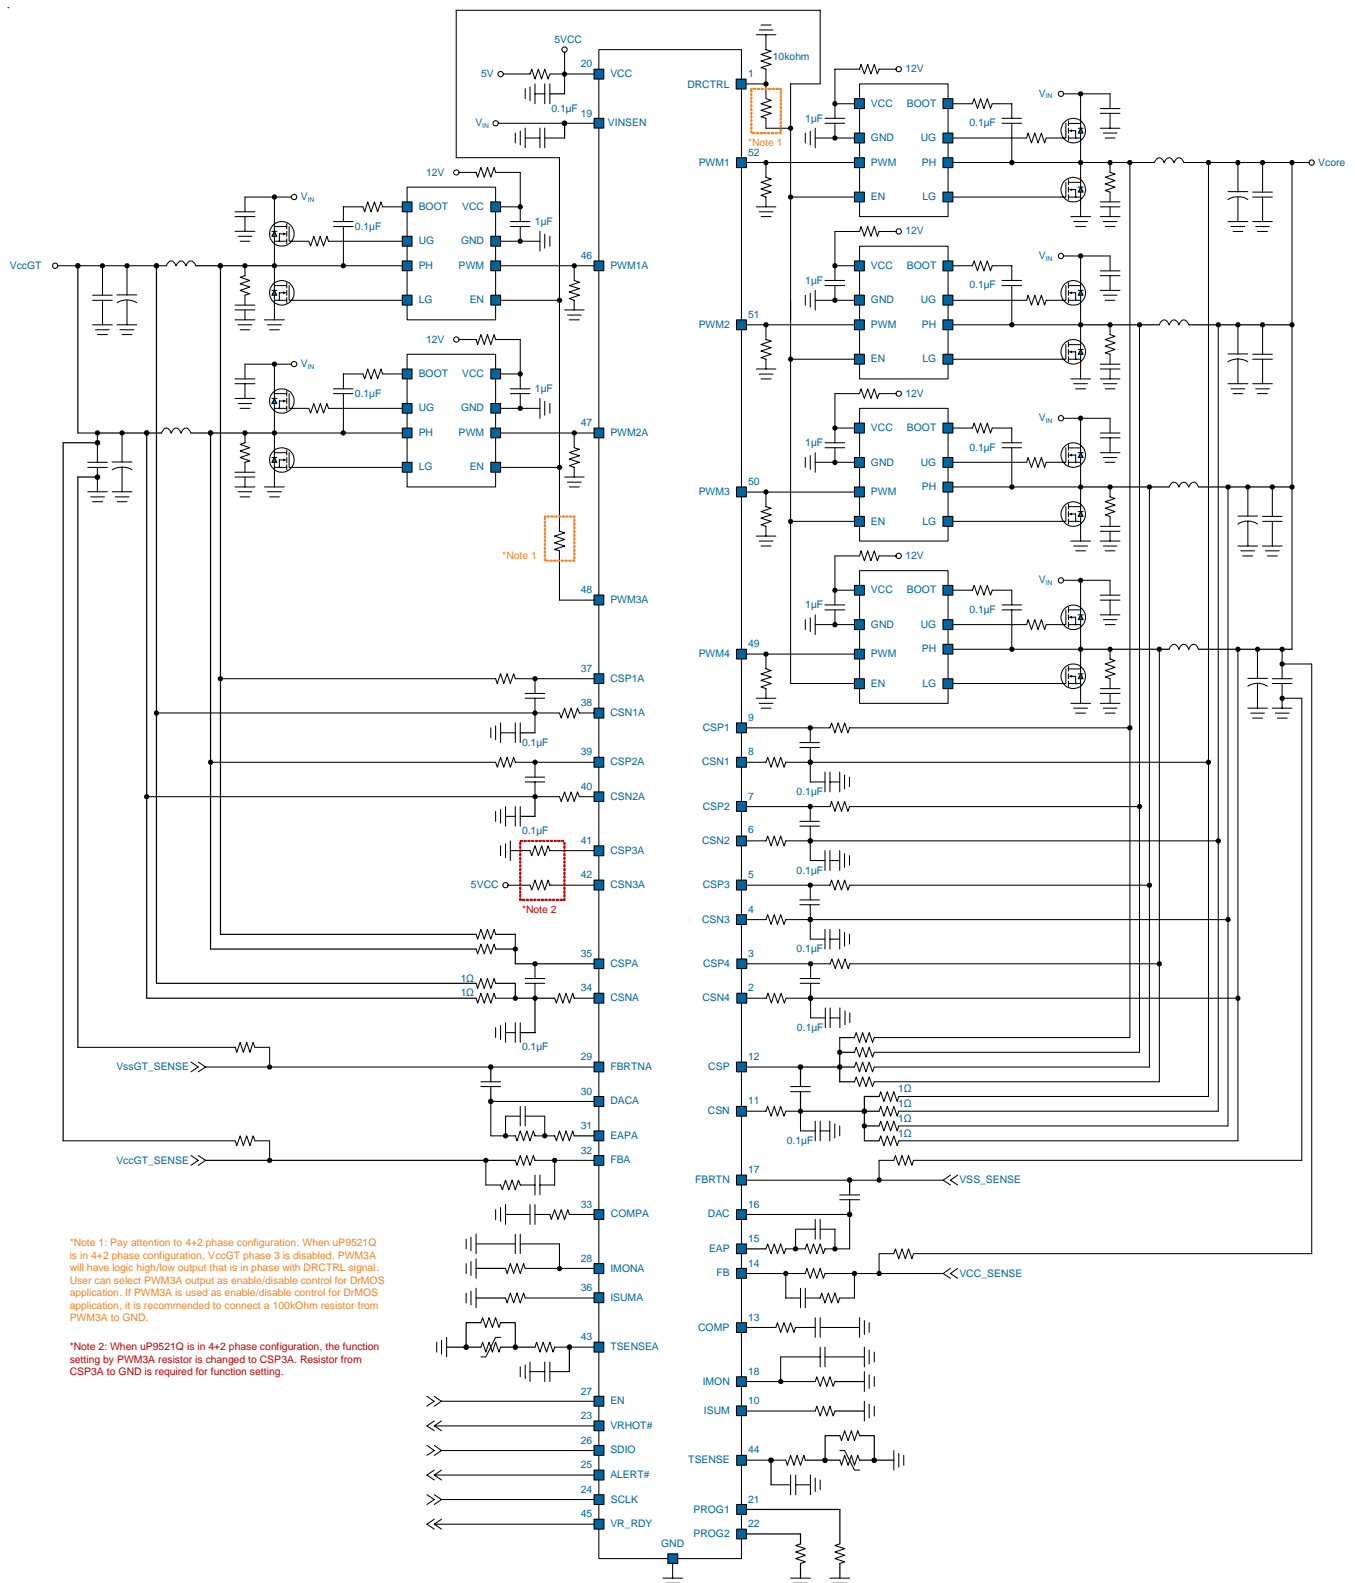 5VCC
20
5V
VCC
0.1µF
19
VIN
VINSEN
10kohm
1
DRCTRL
*Note 1
52
PWM1
12V
VCC
BOOT
1µF
0.1µF
GND
UG
PWM
PH
EN
LG
VIN
Vcore
12V
VIN
BOOT
VCC
0.1µF
1µF
UG
GND
PH
PWM
LG
EN
46
PWM1A
VccGT
12V
VCC
BOOT
1µF
0.1µF
GND
UG
PWM
PH
EN
LG
VIN
51
PWM2
12V
VIN
BOOT
VCC
0.1µF
1µF
UG
GND
PH
PWM
LG
EN
47
PWM2A
12V
VCC
BOOT
1µF
0.1µF
GND
UG
PWM
PH
EN
LG
VIN
50
PWM3
*Note 1
48
PWM3A
12V
VCC
BOOT
1µF
0.1µF
GND
UG
PWM
PH
EN
LG
VIN
49
PWM4
37
CSP1A
38
CSN1A
0.1µF
39
CSP2A
40
CSN2A
0.1µF
41
CSP3A
42
5VCC
CSN3A
*Note 2
35
CSPA
1Ω
1Ω
34
CSNA
0.1µF
29
VssGT_SENSE
FBRTNA
30
DACA
31
EAPA
32
VccGT_SENSE
FBA
33
COMPA
28
IMONA
36
ISUMA
43
TSENSEA
27
EN
23
VRHOT#
26
SDIO
25
ALERT#
24
SCLK
45
VR_RDY
GND
9
CSP1
8
CSN1
0.1µF
7
CSP2
6
CSN2
0.1µF
5
CSP3
4
CSN3
0.1µF
3
CSP4
2
CSN4
0.1µF
12
CSP
11
CSN
1Ω
1Ω
1Ω
1Ω
0.1µF
17
FBRTN
VSS_SENSE
16
DAC
15
EAP
14
FB
VCC_SENSE
13
COMP
18
IMON
10
ISUM
44
TSENSE
21
PROG1
22
PROG2
*Note 1: Pay attention to 4+2 phase configuration. When uP9521Q
is in 4+2 phase configuration, VccGT phase 3 is disabled. PWM3A
will have logic high/low output that is in phase with DRCTRL signal.
User can select PWM3A output as enable/disable control for DrMOS
application. If PWM3A is used as enable/disable control for DrMOS
application, it is recommended to connect a 100kOhm resistor from
PWM3A to GND.
*Note 2: When uP9521Q is in 4+2 phase configuration, the function
setting by PWM3A resistor is changed to CSP3A. Resistor from
CSP3A to GND is required for function setting.